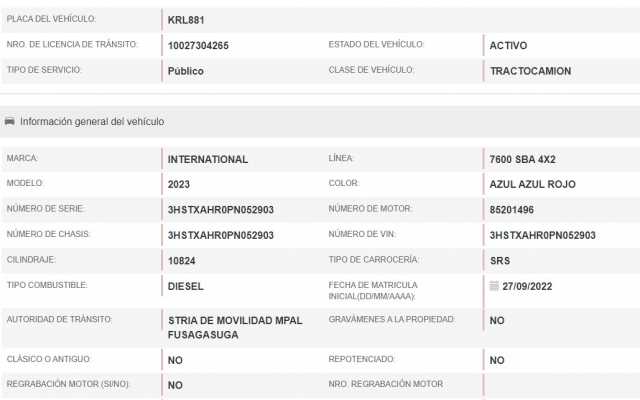 PLACA DEL VEHÍCULO: KRL881
NRO. DE LICENCIA DE TRÁNSITO: 10027304265 ESTADO DEL VEHÍCULO: ACTIVO
TIPO DE SERVICIO: Público CLASE DE VEHÍCULO: TRACTOCAMION
Información general del vehículo
MARCA: INTERNATIONAL LÍNEA: 7600 SBA 4X2
MODELO: 2023 COLOR: AZUL AZUL ROJO
NÚMERO DE SERIE: 3HSTXAHR0PN052903 NÚMERO DE MOTOR: 85201496
NÚMERO DE CHASIS: 3HSTXAHR0PN052903 NÚMERO DE VIN: 3HSTXAHR0PN052903
CILINDRAJE: 10824 TIPO DE CARROCERÍA: SRS
TIPO COMBUSTIBLE: DIESEL FECHA DE MATRICULA 27/09/2022
INICIAL(DD/MM/AAAA):
AUTORIDAD DE TRÁNSITO: STRIA DE MOVILIDAD MPAL GRAVÁMENES A LA PROPIEDAD: NO
FUSAGASUGA
CLÁSICO O ANTIGUO: NO REPOTENCIADO: NO
REGRABACIÓN MOTOR (SI/NO): NO NRO. REGRABACIÓN MOTOR